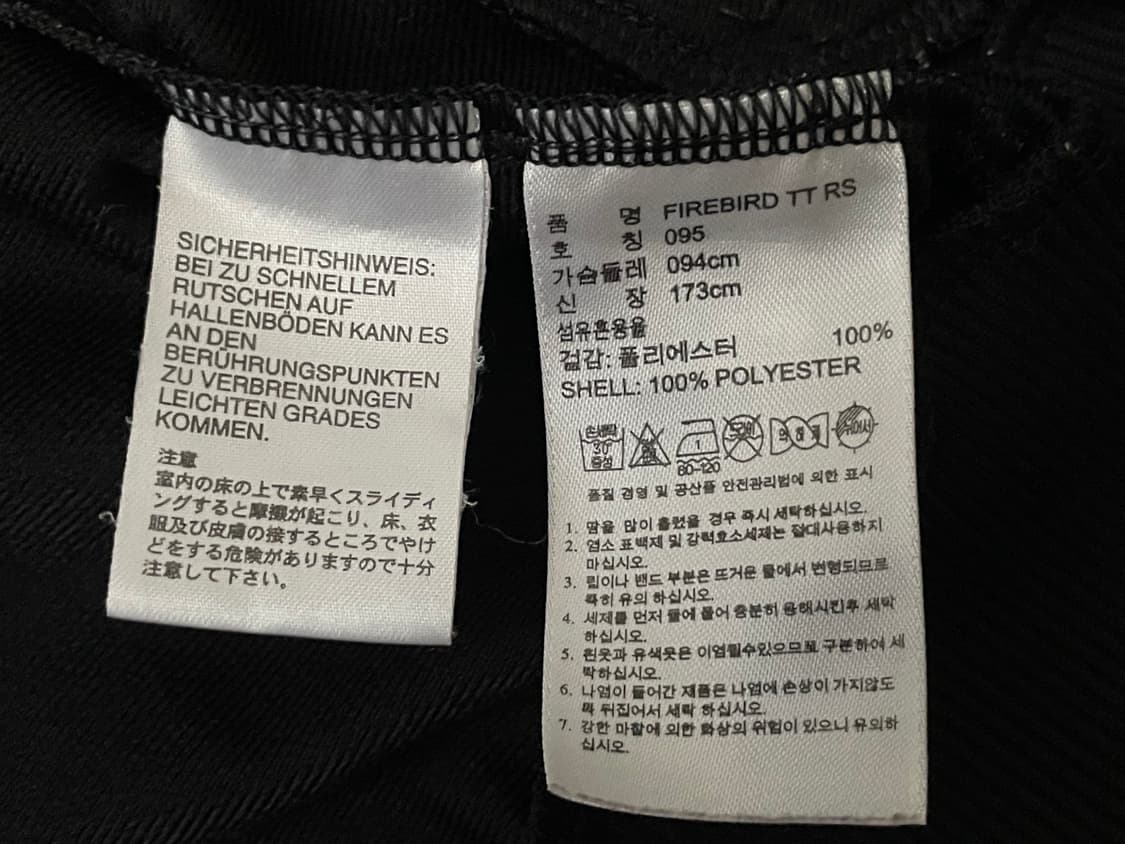 SICHERHEITSHINWEIS:
BEI ZU SCHNELLEM
RUTSCHEN AUF
HALLENBÖDEN KANN ES
AN DEN
BERÜHRUNGSPUNKTEN
ZU VERBRENNUNGEN
LEICHTEN GRADES
KOMMEN.
注意
室内の床の上で素早くスライディ
ングすると摩擦が起こり、床、衣
服及び皮膚の接するところでやけ
どをする危険がありますので十分
注意して下さい。
품 명 FIREBIRD TT RS
호 칭 095
가슴둘레 094cm
신 장 173cm
섬유혼용율
겉감: 폴리에스터 100%
SHELL: 100% POLYESTER
손세탁
30°
중성
1
80-120
드라이
품질 경영 및 공산품 안전관리법에 의한 표시
1. 땀을 많이 흘렸을 경우 즉시 세탁하십시오.
2. 염소 표백제 및 강력효소세제는 절대사용하지
마십시오.
3. 립이나 밴드 부분은 뜨거운 물에서 변형되므로
특히 유의 하십시오.
4. 세제를 먼저 물에 풀어 충분히 용해시킨후 세탁
하십시오.
5. 흰옷과 유색옷은 이염될수있으므로 구분하여 세
탁하십시오.
6. 나염이 들어간 제품은 나염에 손상이 가지않도
록 뒤집어서 세탁 하십시오.
7. 강한 마찰에 의한 화상의 위험이 있으니 유의하
십시오.